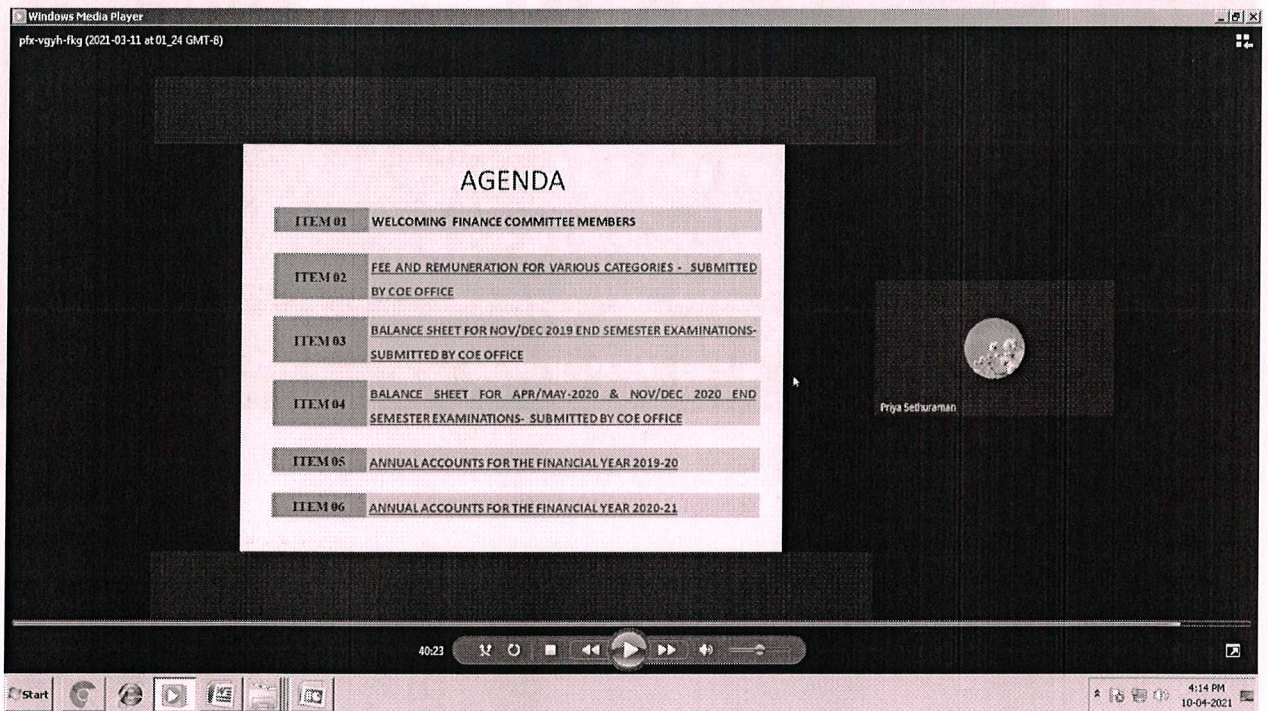 Windows Media Player
pfx-vgyh-fkg (2021-03-11 at 01_24 GMT-8)
AGENDA
ITEM 01 WELCOMING FINANCE COMMITTEE MEMBERS
ITEM 02 FEE AND REMUNERATION FOR VARIOUS CATEGORIES - SUBMITTED
BY COE OFFICE
ITEM 03 BALANCE SHEET FOR NOV/DEC 2019 END SEMESTER EXAMINATIONS-
SUBMITTED BY COE OFFICE
ITEM 04 BALANCE SHEET FOR APR/MAY-2020 & NOV/DEC 2020 END
SEMESTER EXAMINATIONS- SUBMITTED BY COE OFFICE
ITEM 05 ANNUAL ACCOUNTS FOR THE FINANCIAL YEAR 2019-20
ITEM 06 ANNUAL ACCOUNTS FOR THE FINANCIAL YEAR 2020-21
Priya Sethuraman
40:23
Start
4:14 PM
10-04-2021